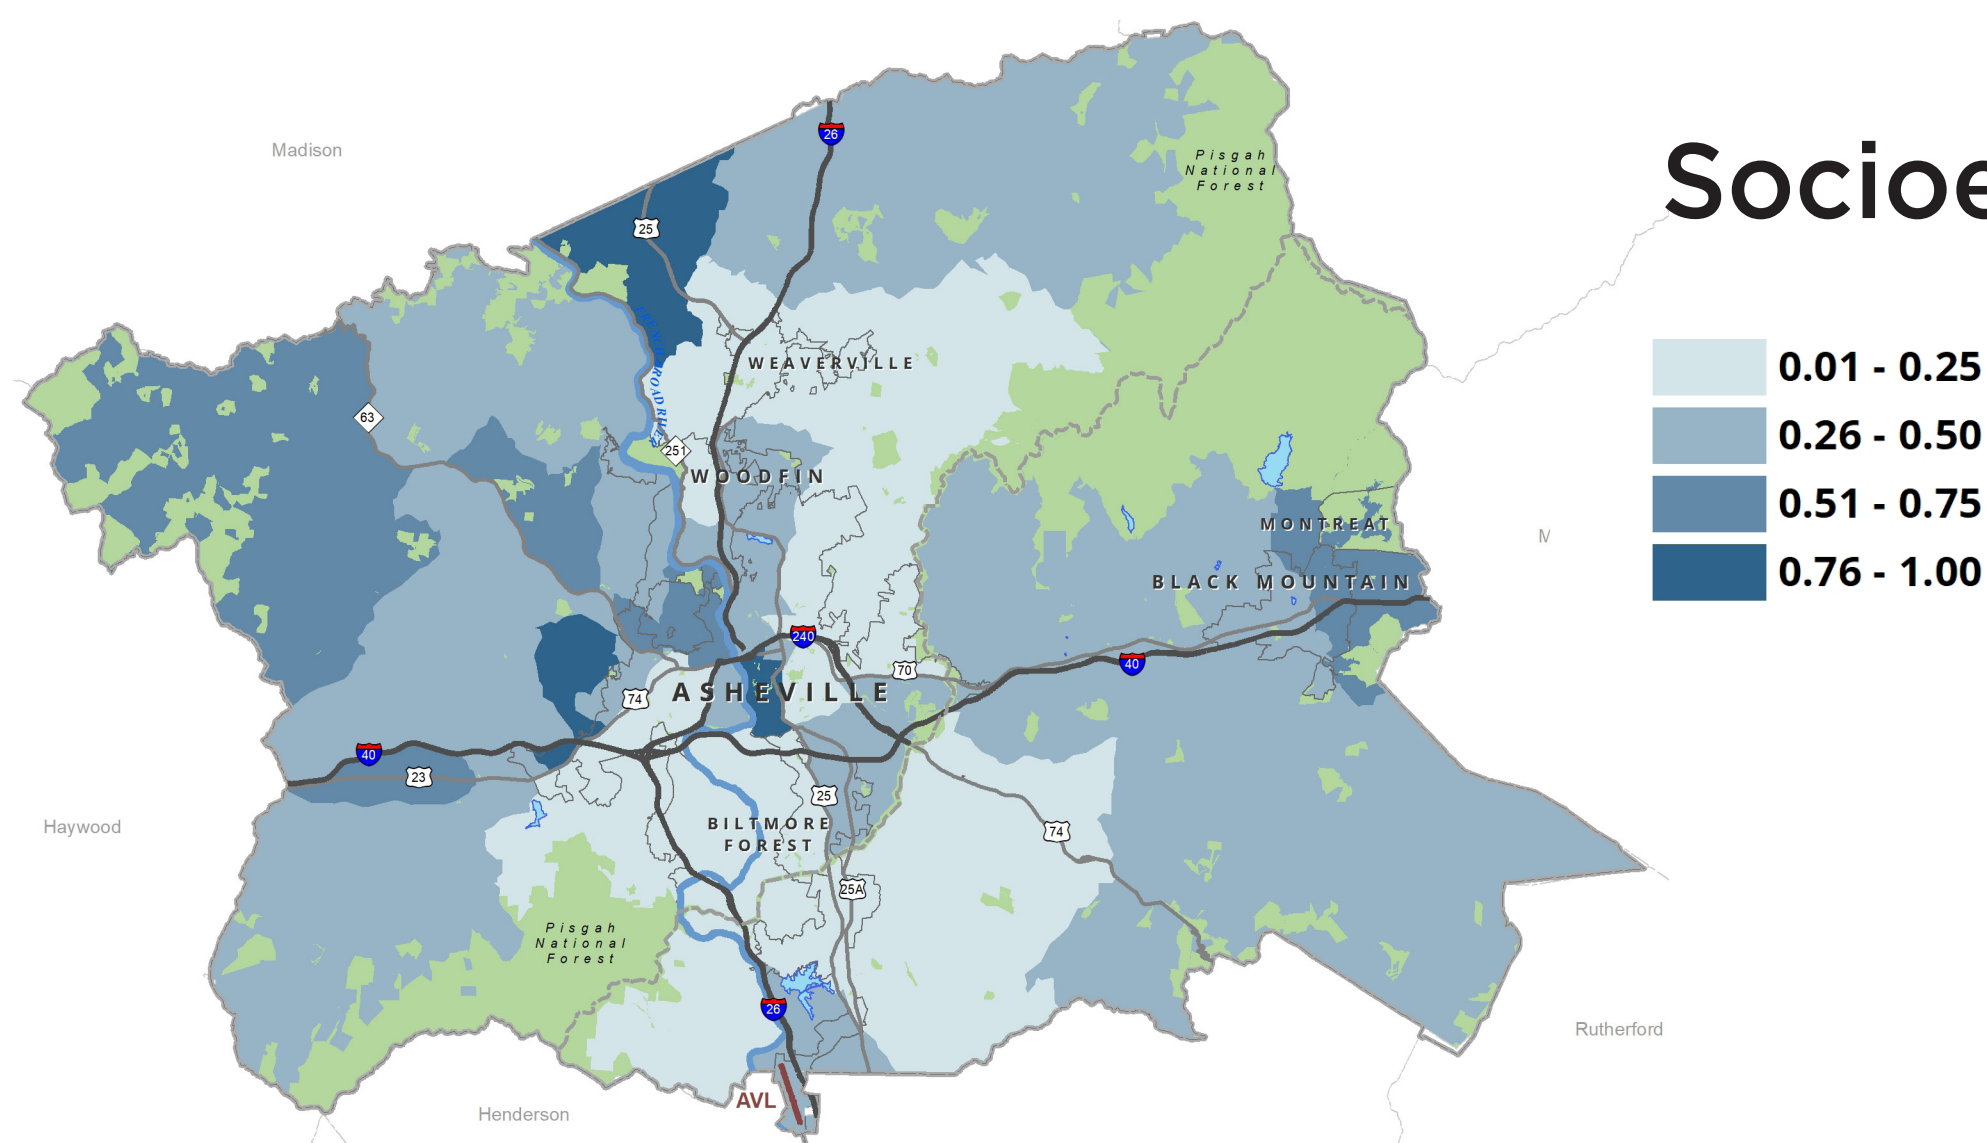 Madison
26
Pisgah
National
Forest
Socioe
25
0.01 - 0.25
WEAVERVILLE
63
0.26 - 0.50
251
WOODFIN
0.51 - 0.75
MONTREAT
M
0.76 - 1.00
BLACK MOUNTAIN
240
40
70
74
ASHEVILLE
40
23
25
Haywood
BILTMORE
FOREST
74
25A
Pisgah
National
Forest
26
Rutherford
AVL
Henderson